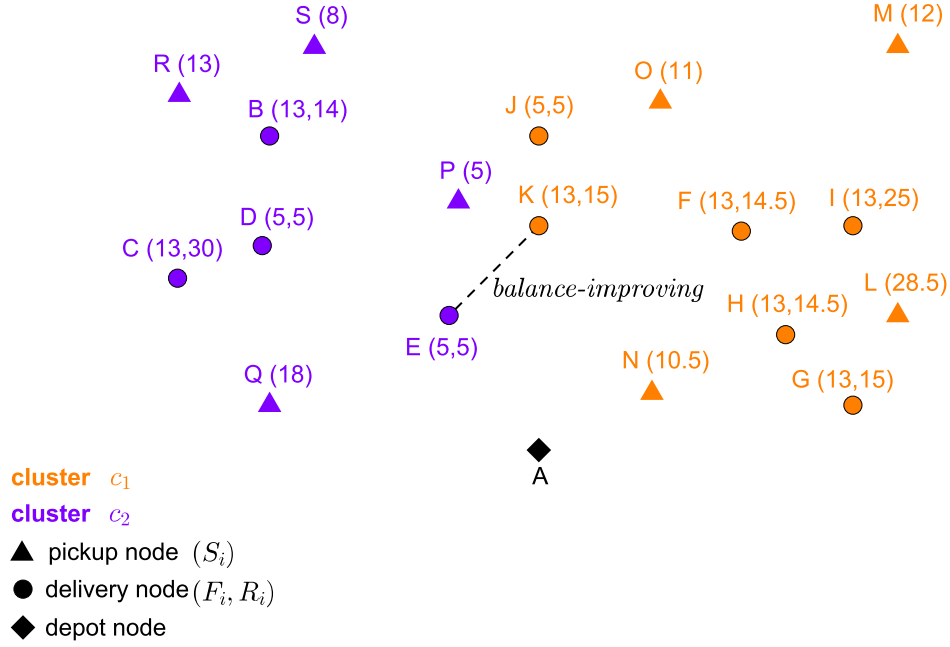 S (8)
M (12)
R (13)
O (11)
B (13,14)
J (5,5)
P (5)
K (13,15)
F (13,14.5)
I (13,25)
D (5,5)
C (13,30)
balance-improving
L (28.5)
H (13,14.5)
E (5,5)
N (10.5)
Q (18)
G (13,15)
A
cluster c₁
cluster c₂
pickup node (Sᵢ)
delivery node (Fᵢ, Rᵢ)
depot node